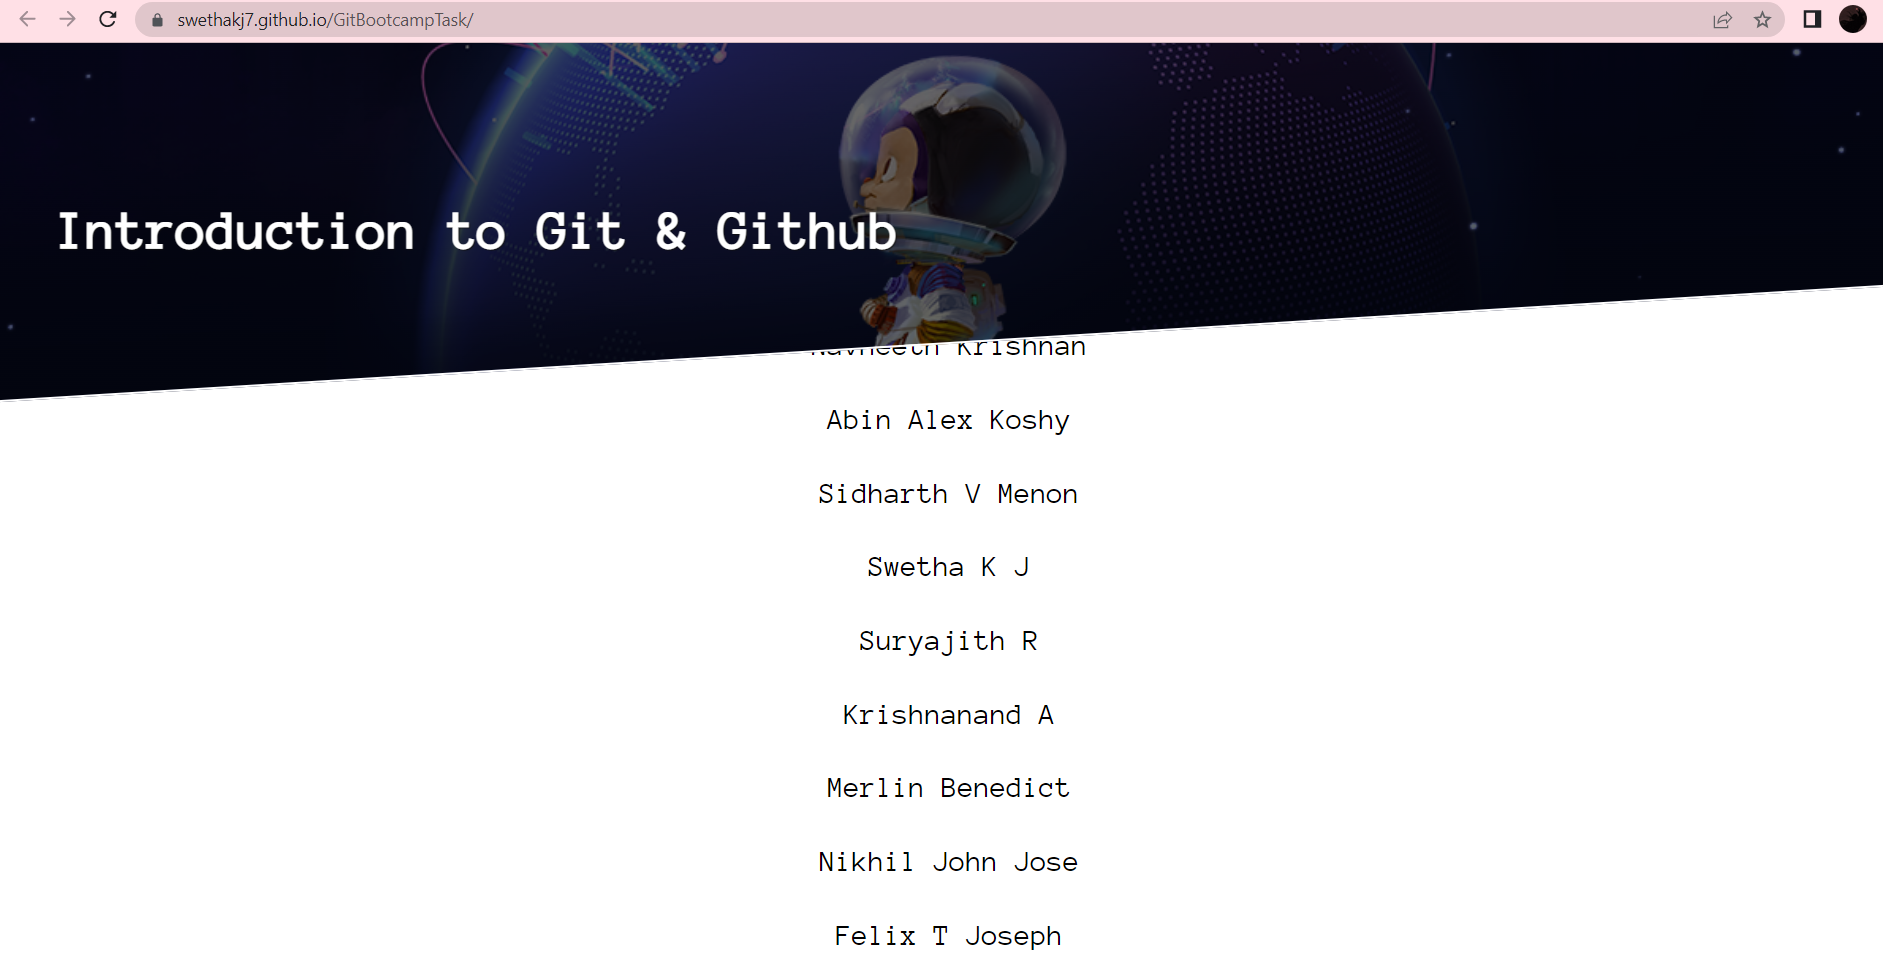 swethakj7.github.io/GitBootcampTask/
Introduction to Git & Github
Krishnan
Abin Alex Koshy
Sidharth V Menon
Swetha K J
Suryajith R
Krishnanand A
Merlin Benedict
Nikhil John Jose
Felix T Joseph